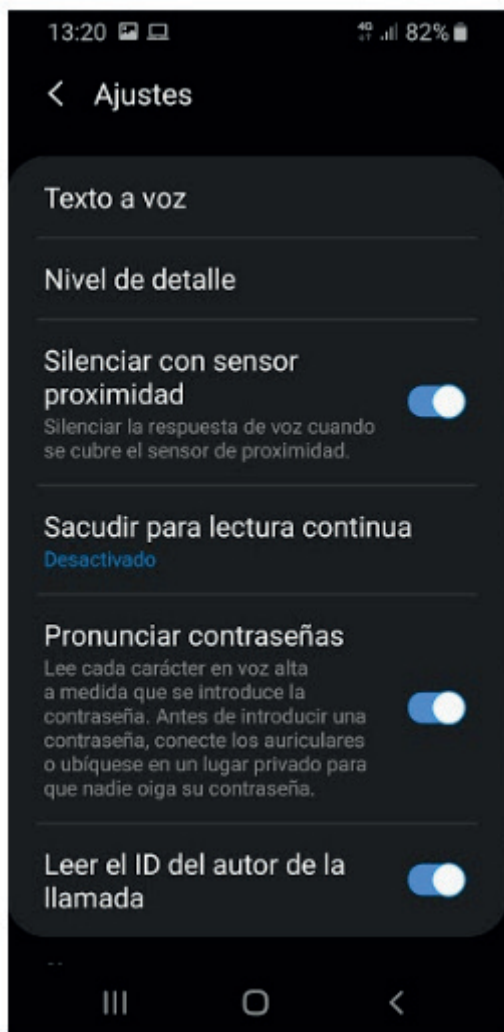 13:20 4G 82%
Ajustes
Texto a voz
Nivel de detalle
Silenciar con sensor
proximidad
Silenciar la respuesta de voz cuando
se cubre el sensor de proximidad.
Sacudir para lectura continua
Desactivado
Pronunciar contraseñas
Lee cada carácter en voz alta
a medida que se introduce la
contraseña. Antes de introducir una
contraseña, conecte los auriculares
o ubíquese en un lugar privado para
que nadie oiga su contraseña.
Leer el ID del autor de la
llamada